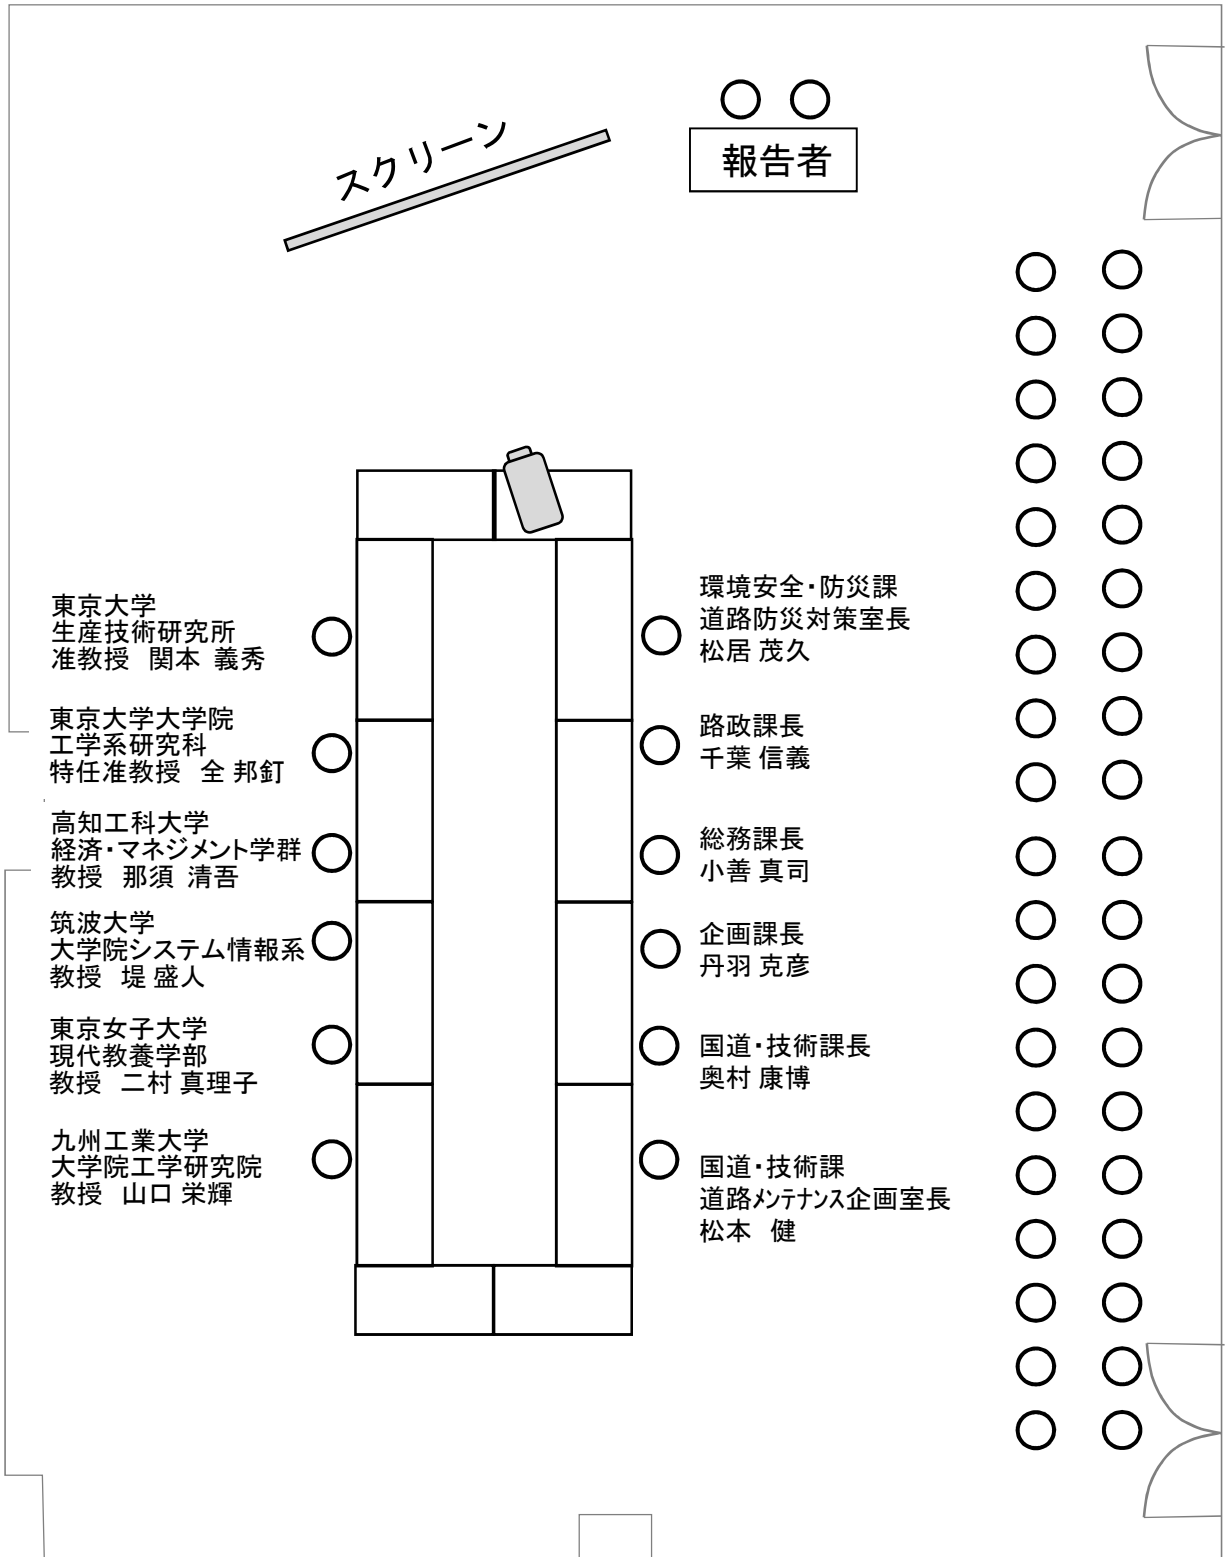 スクリーン
報告者
東京大学
生産技術研究所
准教授 関本 義秀
東京大学大学院
工学系研究科
特任准教授 全 邦釘
高知工科大学
経済・マネジメント学群
教授 那須 清吾
筑波大学
大学院システム情報系
教授 堤 盛人
東京女子大学
現代教養学部
教授 二村 真理子
九州工業大学
大学院工学研究院
教授 山口 栄輝
環境安全・防災課
道路防災対策室長
松居 茂久
路政課長
千葉 信義
総務課長
小善 真司
企画課長
丹羽 克彦
国道・技術課長
奥村 康博
国道・技術課
道路メンテナンス企画室長
松本 健